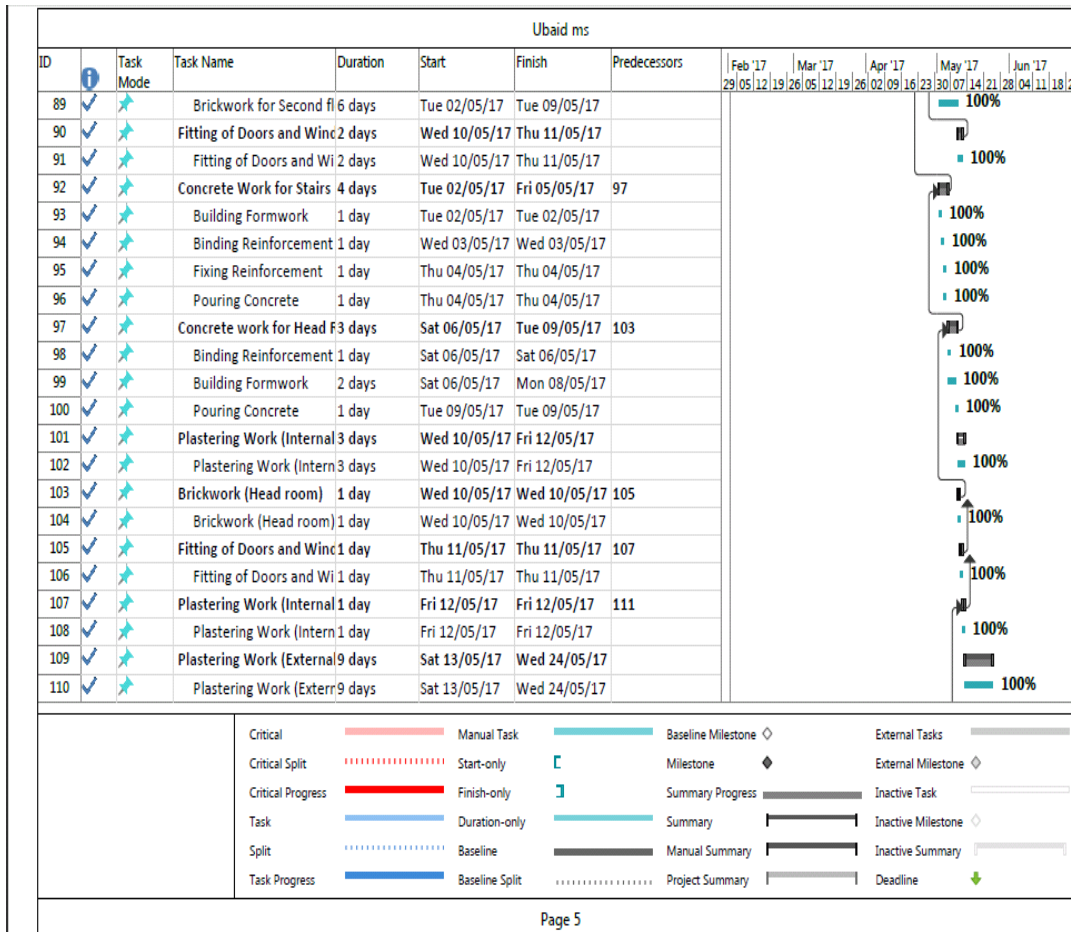 Ubaid ms
ID Task Mode Task Name Duration Start Finish Predecessors Feb '17 Mar '17 Apr '17 May '17 Jun '17
29 05 12 19 26 05 12 19 26 02 09 16 23 30 07 14 21 28 04 11 18 2
89 Brickwork for Second fl 6 days Tue 02/05/17 Tue 09/05/17 100%
90 Fitting of Doors and Winc 2 days Wed 10/05/17 Thu 11/05/17
91 Fitting of Doors and Wi 2 days Wed 10/05/17 Thu 11/05/17 100%
92 Concrete Work for Stairs 4 days Tue 02/05/17 Fri 05/05/17 97
93 Building Formwork 1 day Tue 02/05/17 Tue 02/05/17 100%
94 Binding Reinforcement 1 day Wed 03/05/17 Wed 03/05/17 100%
95 Fixing Reinforcement 1 day Thu 04/05/17 Thu 04/05/17 100%
96 Pouring Concrete 1 day Thu 04/05/17 Thu 04/05/17 100%
97 Concrete work for Head F 3 days Sat 06/05/17 Tue 09/05/17 103
98 Binding Reinforcement 1 day Sat 06/05/17 Sat 06/05/17 100%
99 Building Formwork 2 days Sat 06/05/17 Mon 08/05/17 100%
100 Pouring Concrete 1 day Tue 09/05/17 Tue 09/05/17 100%
101 Plastering Work (Internal 3 days Wed 10/05/17 Fri 12/05/17
102 Plastering Work (Intern 3 days Wed 10/05/17 Fri 12/05/17 100%
103 Brickwork (Head room) 1 day Wed 10/05/17 Wed 10/05/17 105
104 Brickwork (Head room) 1 day Wed 10/05/17 Wed 10/05/17 100%
105 Fitting of Doors and Winc 1 day Thu 11/05/17 Thu 11/05/17 107
106 Fitting of Doors and Wi 1 day Thu 11/05/17 Thu 11/05/17 100%
107 Plastering Work (Internal 1 day Fri 12/05/17 Fri 12/05/17 111
108 Plastering Work (Intern 1 day Fri 12/05/17 Fri 12/05/17 100%
109 Plastering Work (External 9 days Sat 13/05/17 Wed 24/05/17
110 Plastering Work (Extern 9 days Sat 13/05/17 Wed 24/05/17 100%
Critical Manual Task Baseline Milestone External Tasks
Critical Split Start-only Milestone External Milestone
Critical Progress Finish-only Summary Progress Inactive Task
Task Duration-only Summary Inactive Milestone
Split Baseline Manual Summary Inactive Summary
Task Progress Baseline Split Project Summary Deadline
Page 5